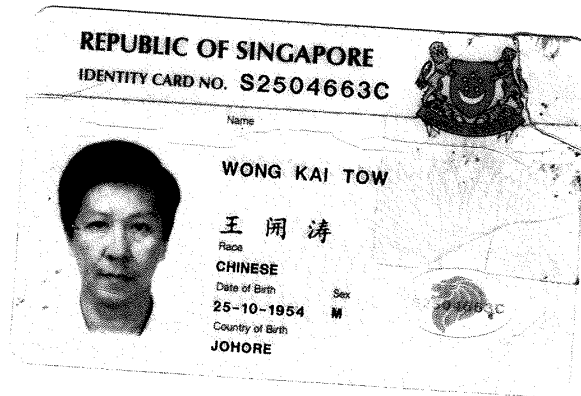 REPUBLIC OF SINGAPORE
IDENTITY CARD NO. S2504663C
Name
WONG KAI TOW
王開涛
Race
CHINESE
Date of Birth Sex
25-10-1954 M
Country of Birth
JOHORE